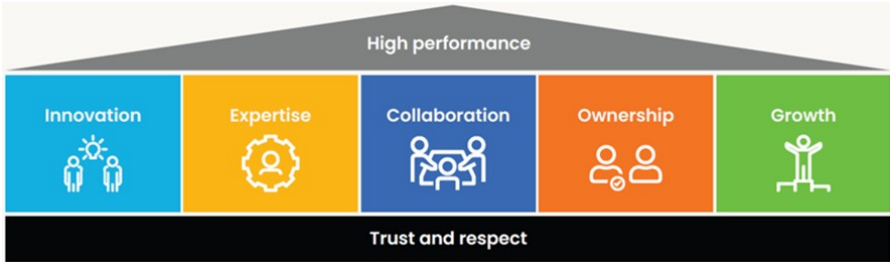 High performance
Innovation
Expertise
Collaboration
Ownership
Growth
Trust and respect